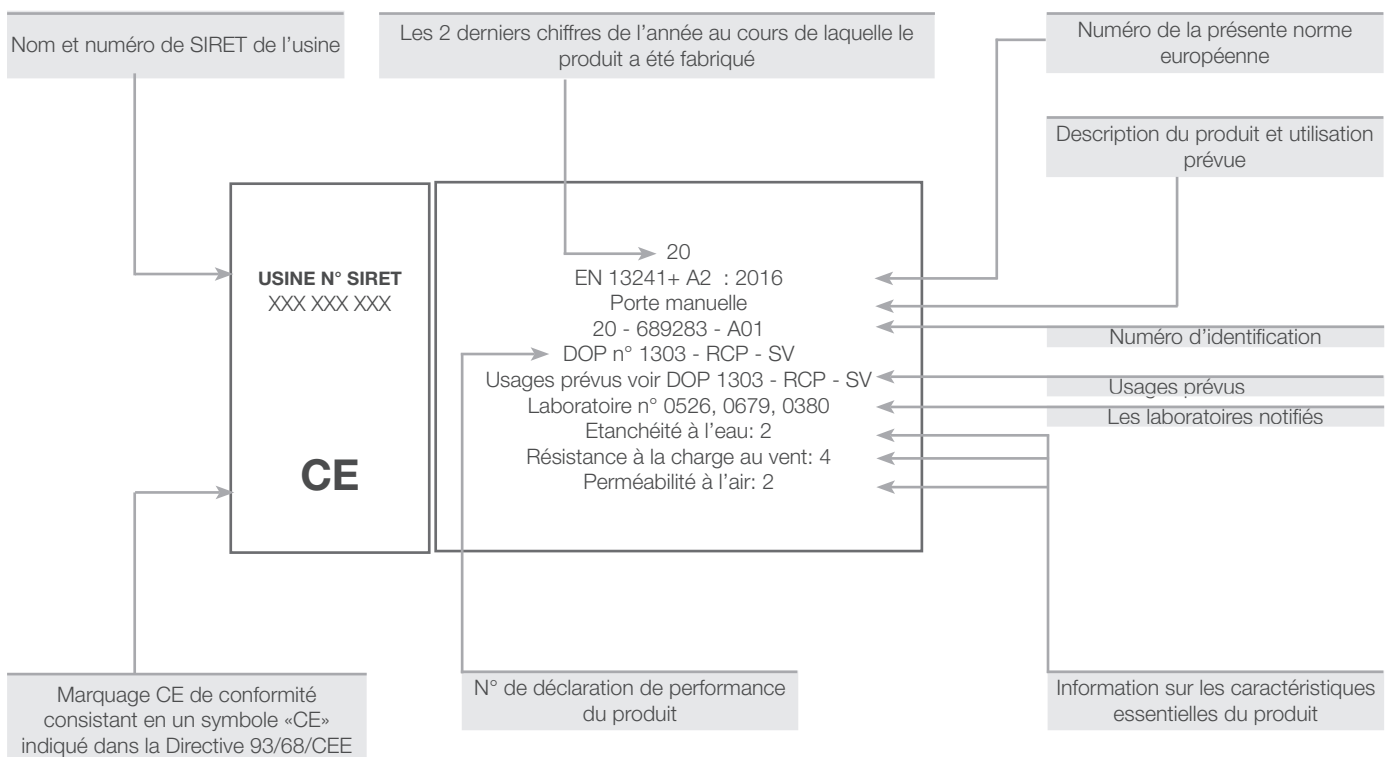 Nom et numéro de SIRET de l'usine
Les 2 derniers chiffres de l'année au cours de laquelle le
produit a été fabriqué
Numéro de la présente norme
européenne
Description du produit et utilisation
prévue
USINE N° SIRET
XXX XXX XXX
CE
20
EN 13241+ A2 : 2016
Porte manuelle
20 - 689283 - A01
DOP n° 1303 - RCP - SV
Usages prévus voir DOP 1303 - RCP - SV
Laboratoire n° 0526, 0679, 0380
Etanchéité à l'eau: 2
Résistance à la charge au vent: 4
Perméabilité à l'air: 2
Numéro d'identification
Usages prévus
Les laboratoires notifiés
Marquage CE de conformité
consistant en un symbole «CE»
indiqué dans la Directive 93/68/CEE
N° de déclaration de performance
du produit
Information sur les caractéristiques
essentielles du produit